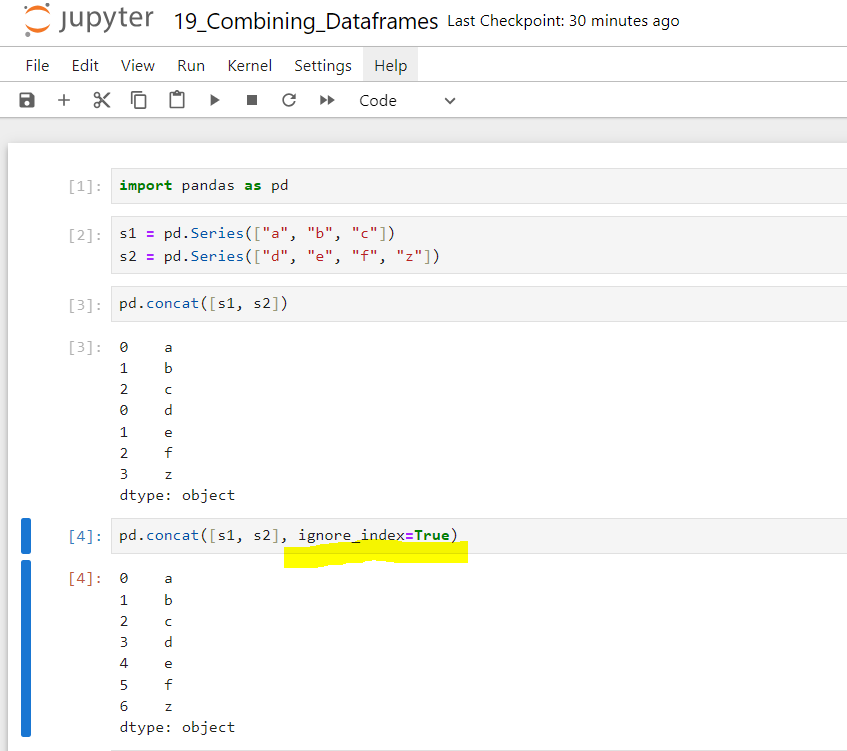 jupyter 19_Combining_Dataframes Last Checkpoint: 30 minutes ago
File Edit View Run Kernel Settings Help
Code
[1]: import pandas as pd
[2]: s1 = pd.Series(["a", "b", "c"])
s2 = pd.Series(["d", "e", "f", "z"])
[3]: pd.concat([s1, s2])
[3]: 0 a
1 b
2 c
0 d
1 e
2 f
3 z
dtype: object
[4]: pd.concat([s1, s2], ignore_index=True)
[4]: 0 a
1 b
2 c
3 d
4 e
5 f
6 z
dtype: object